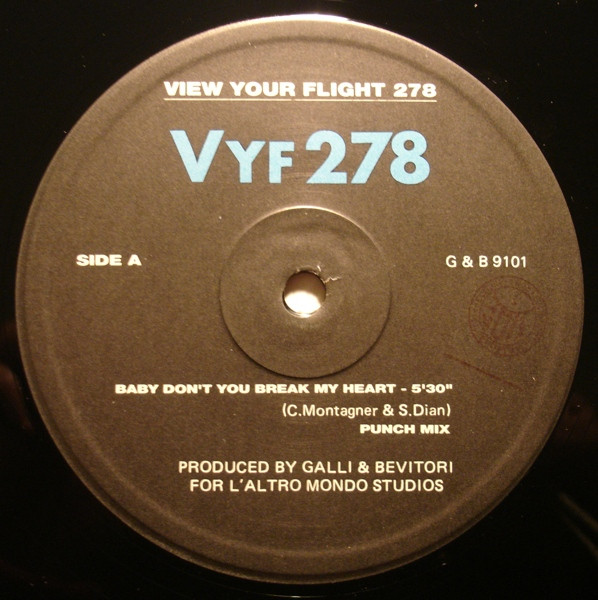 VIEW YOUR FLIGHT 278
VYF 278
SIDE A
G & B 9101
BABY DON'T YOU BREAK MY HEART - 5'30"
(C.Montagner & S.Dian)
PUNCH MIX
PRODUCED BY GALLI & BEVITORI
FOR L'ALTRO MONDO STUDIOS